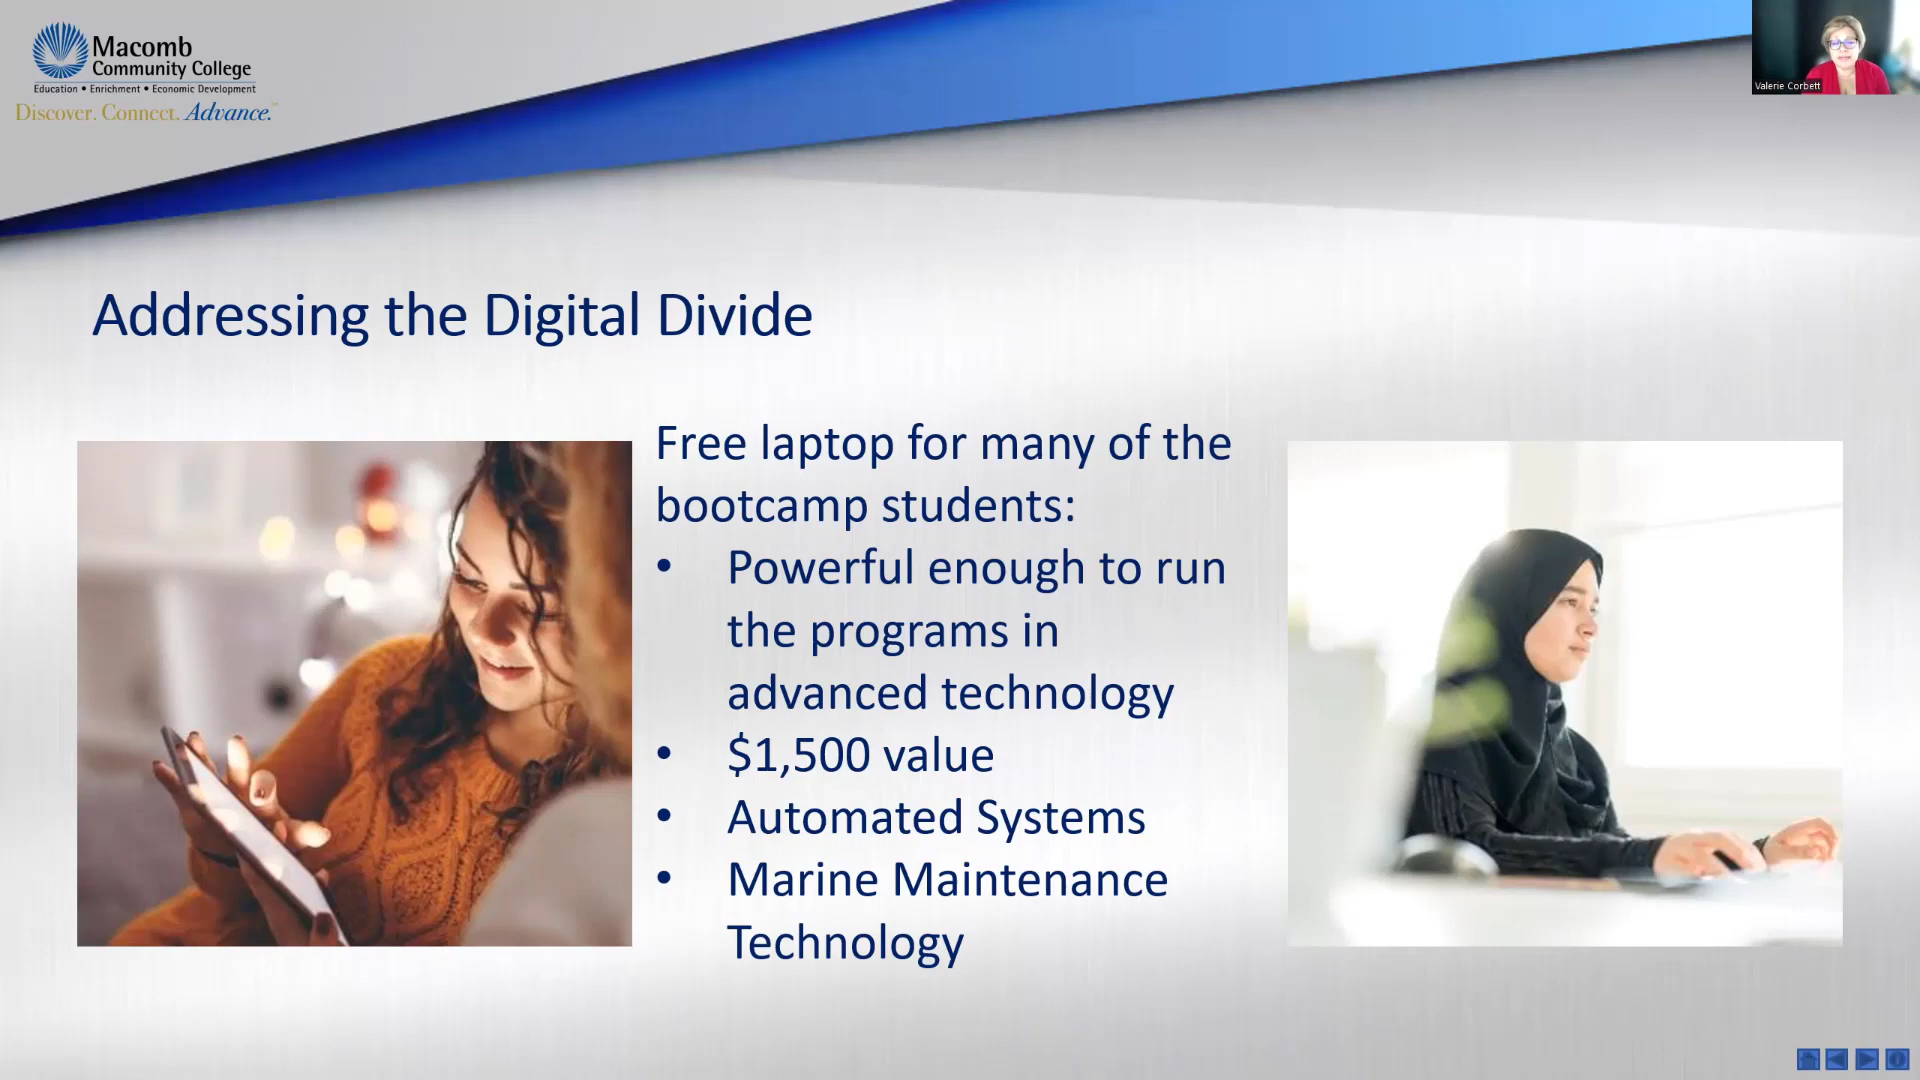 Macomb
Community College
Education • Enrichment • Economic Development
Discover. Connect. Advance.
Valerie Corbett
Addressing the Digital Divide
Free laptop for many of the
bootcamp students:
• Powerful enough to run
the programs in
advanced technology
• $1,500 value
• Automated Systems
• Marine Maintenance
Technology